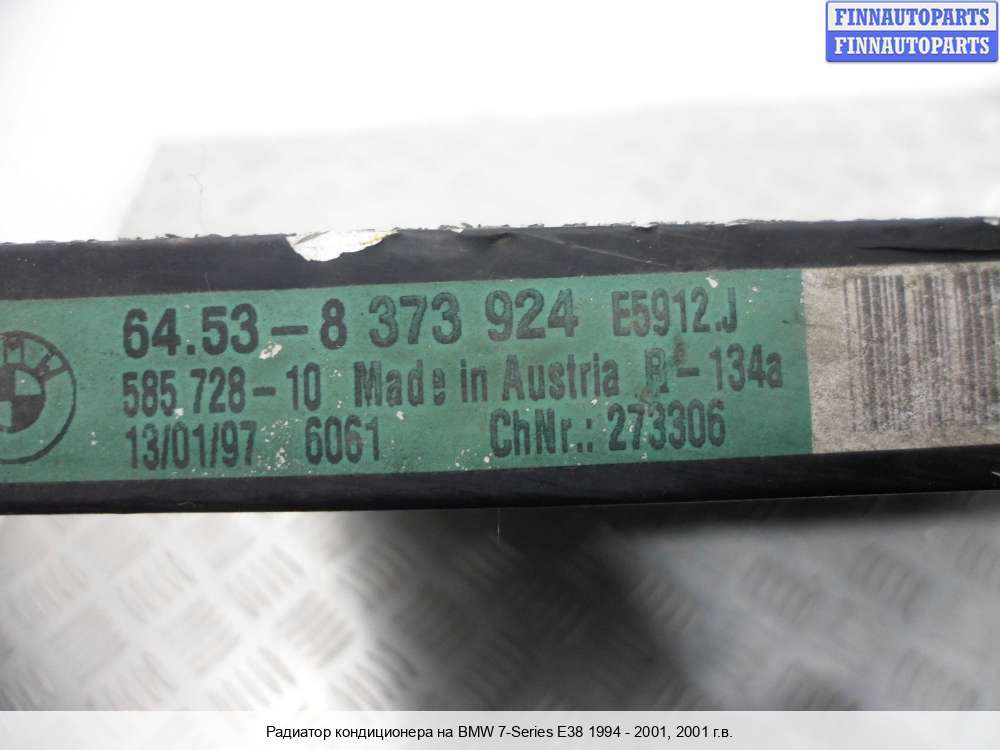 FINNAUTOPARTS
FINNAUTOPARTS
64.53-8 373 924 E5912.J
585 728-10 Made in Austria R-134a
13/01/97 6061 ChNr.: 273306
Радиатор кондиционера на BMW 7-Series E38 1994 - 2001, 2001 г.в.